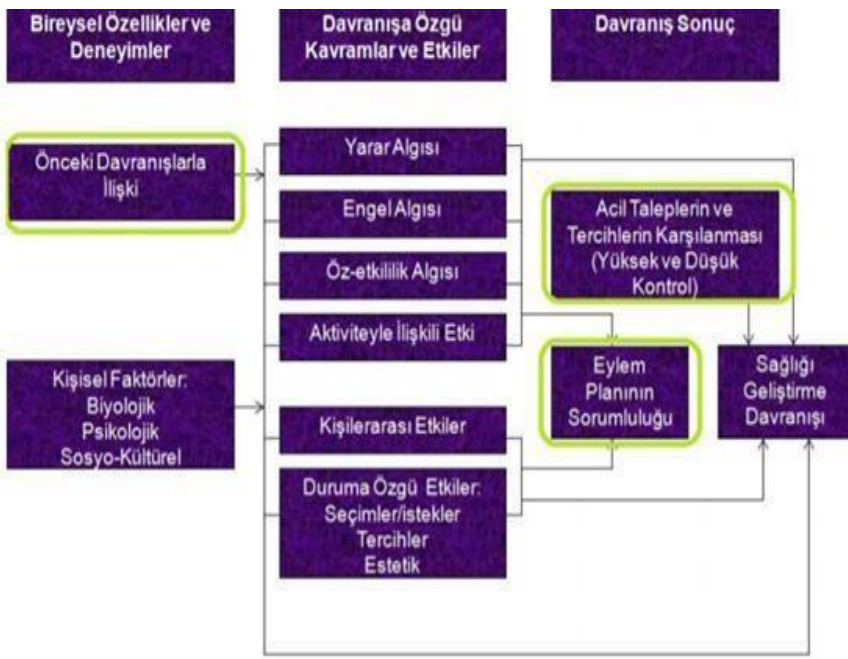 Bireysel Özellikler ve
Deneyimler
Davranışa Özgü
Kavramlar ve Etkiler
Davranış Sonuç
Önceki Davranışlarla
İlişki
Kişisel Faktörler:
Biyolojik
Psikolojik
Sosyo-Kültürel
Yarar Algısı
Engel Algısı
Öz-etkililik Algısı
Aktiviteyle İlişkili Etki
Kişilerarası Etkiler
Duruma Özgü Etkiler:
Seçimler/istekler
Tercihler
Estetik
Acil Taleplerin ve
Tercihlerin Karşılanması
(Yüksek ve Düşük
Kontrol)
Eylem
Planının
Sorumluluğu
Sağlığı
Geliştirme
Davranışı